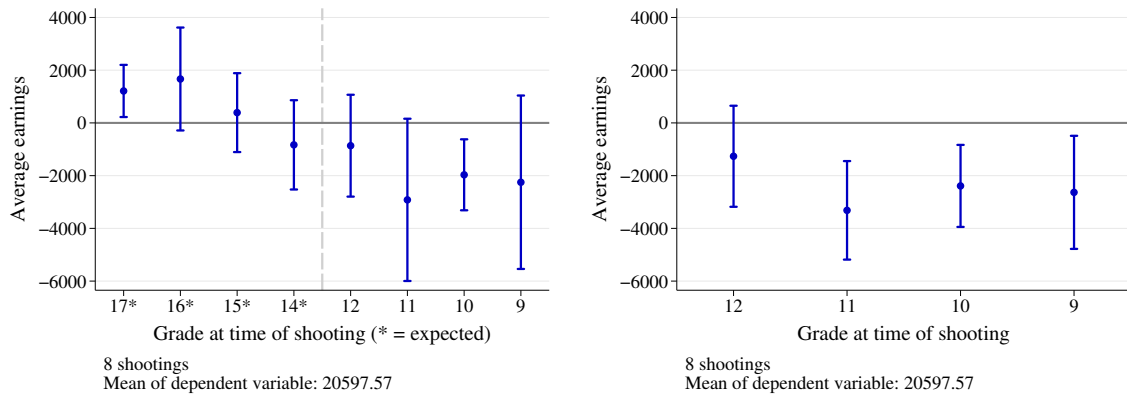 Average earnings
4000
2000
0
−2000
−4000
−6000
17* 16* 15* 14* 12 11 10 9
Grade at time of shooting (* = expected)
8 shootings
Mean of dependent variable: 20597.57
Average earnings
4000
2000
0
−2000
−4000
−6000
12 11 10 9
Grade at time of shooting
8 shootings
Mean of dependent variable: 20597.57